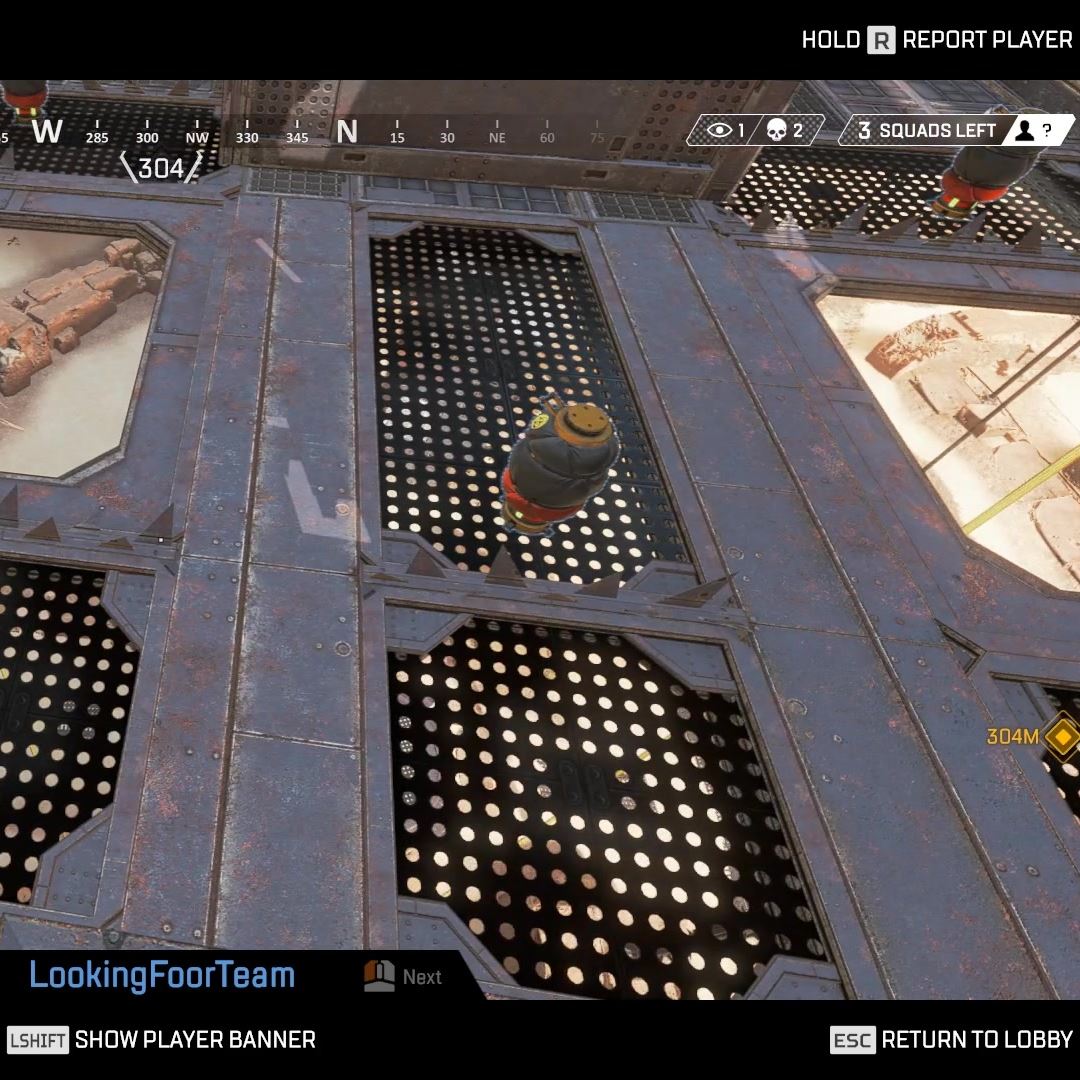 HOLD R REPORT PLAYER
W 285 300 NW 330 345 N 15 30 NE 60 75
304
1 2
3 SQUADS LEFT ?
304M
LookingFoorTeam
Next
LSHIFT SHOW PLAYER BANNER
ESC RETURN TO LOBBY